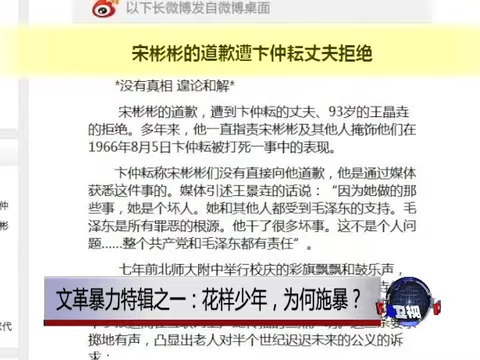 以下长微博发自微博桌面
宋彬彬的道歉遭卞仲耘丈夫拒绝
*没有真相 遑论和解*
宋彬彬的道歉，遭到卞仲耘的丈夫、93岁的王晶垚
的拒绝。多年来，他一直指责宋彬彬及其他人掩饰他们在
1966年8月5日卞仲耘被打死一事中的表现。
卞仲耘称宋彬彬们没有直接向他道歉，他是通过媒体
获悉这件事的。媒体引述王景垚的话说：“因为她做的那
些事，她是个坏人。她和其他人都受到毛泽东的支持。毛
泽东是所有罪恶的根源。他干了很多坏事。这不是个人问
题……整个共产党和毛泽东都有责任”。
七年前北师大附中举行校庆的彩旗飘飘和鼓乐声，
文革暴力特辑之一：花样少年，为何施暴？
卫视
掷地有声，凸显出老人对半个世纪迟迟未来的公义的诉
求：
件
彬
代